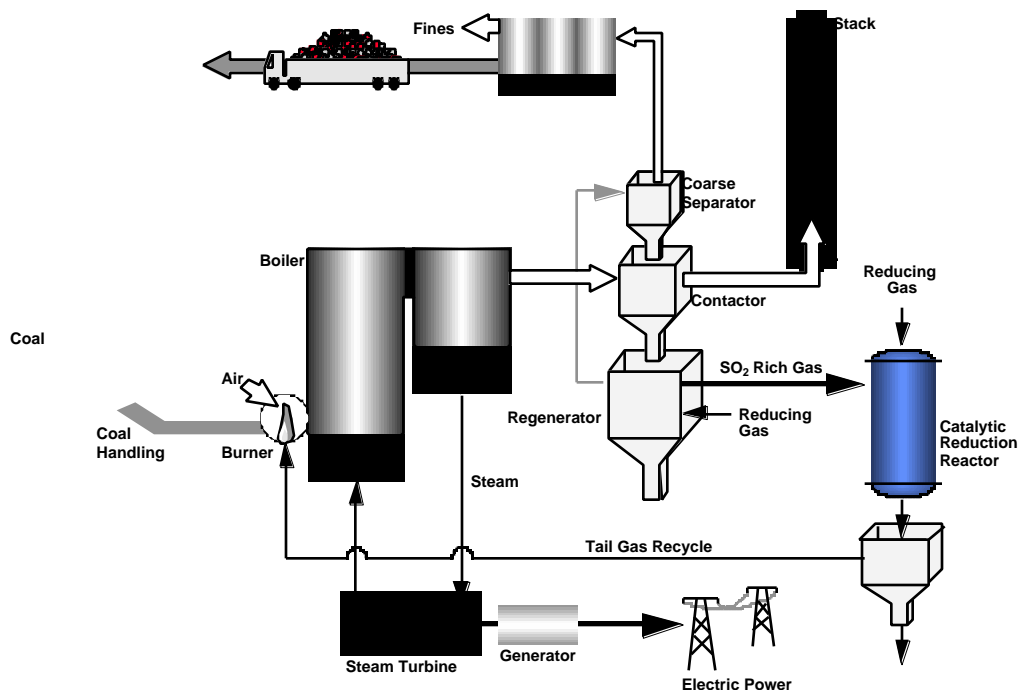 Fines
Stack
Coarse
Separator
Boiler
Contactor
Reducing
Gas
Coal
Air
SO₂ Rich Gas
Regenerator
Reducing
Gas
Coal
Handling
Burner
Catalytic
Reduction
Reactor
Steam
Tail Gas Recycle
Steam Turbine
Generator
Electric Power